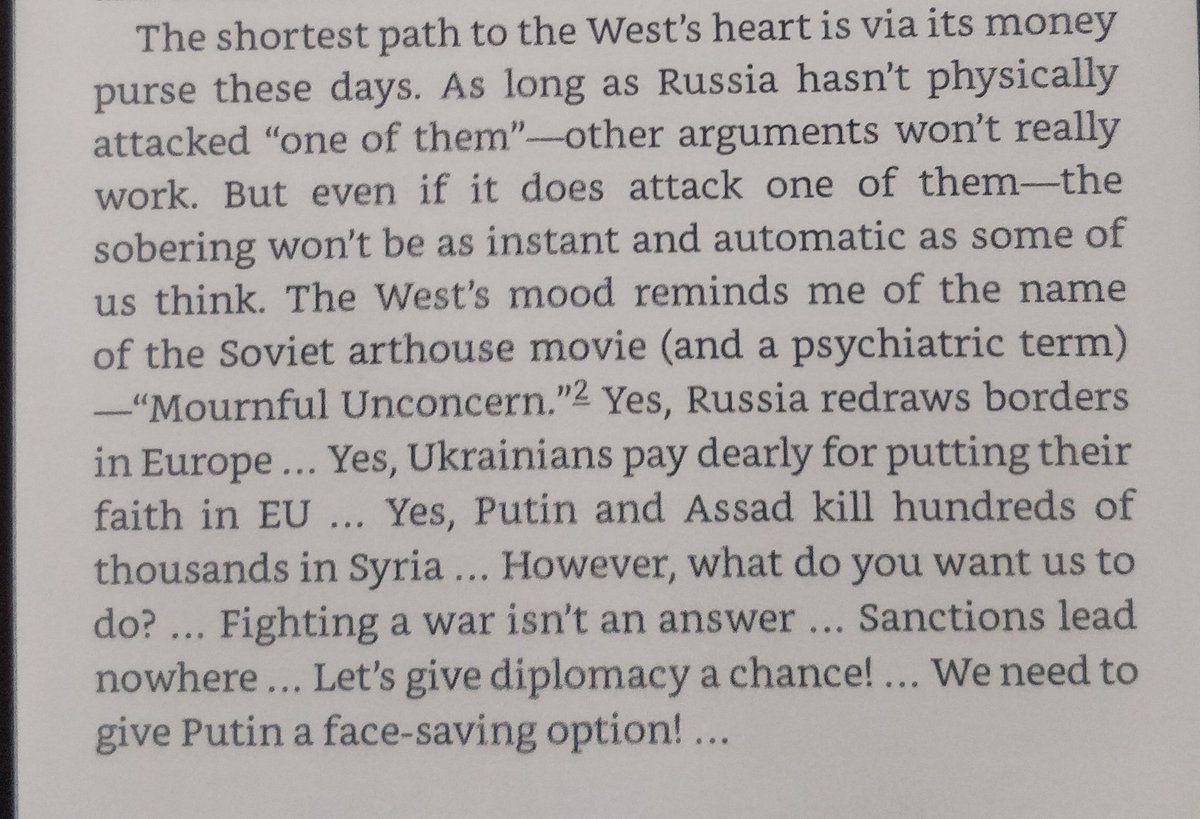 The shortest path to the West's heart is via its money
purse these days. As long as Russia hasn't physically
attacked “one of them”—other arguments won't really
work. But even if it does attack one of them—the
sobering won't be as instant and automatic as some of
us think. The West's mood reminds me of the name
of the Soviet arthouse movie (and a psychiatric term)
—“Mournful Unconcern.”2 Yes, Russia redraws borders
in Europe ... Yes, Ukrainians pay dearly for putting their
faith in EU ... Yes, Putin and Assad kill hundreds of
thousands in Syria ... However, what do you want us to
do? ... Fighting a war isn't an answer ... Sanctions lead
nowhere ... Let's give diplomacy a chance! ... We need to
give Putin a face-saving option! ...